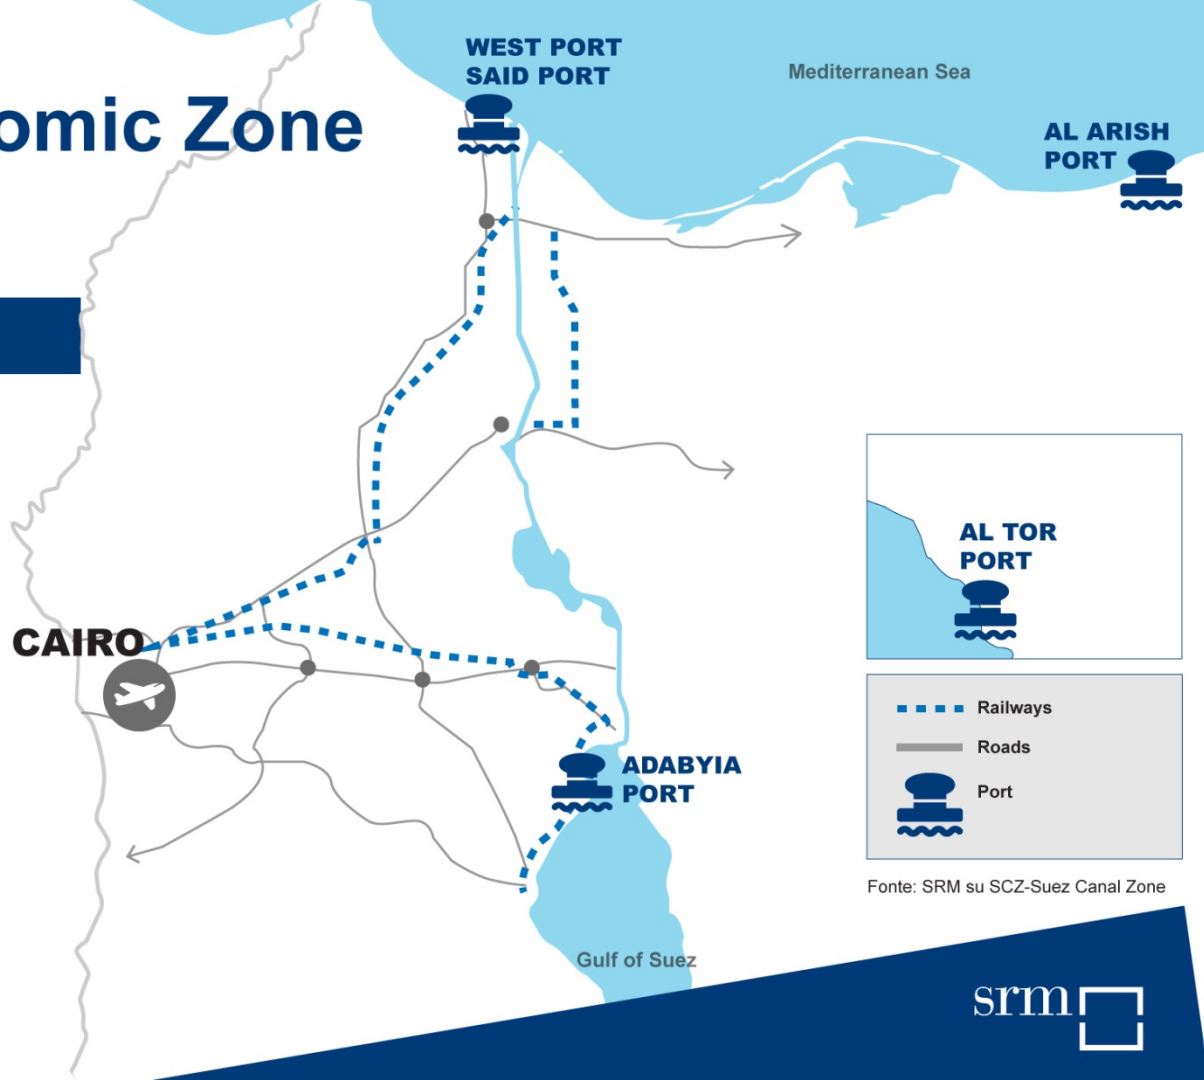 WEST PORT
SAID PORT
Mediterranean Sea
omic Zone
AL ARISH
PORT
AL TOR
PORT
CAIRO
Railways
Roads
Port
ADABYIA
PORT
Fonte: SRM su SCZ-Suez Canal Zone
Gulf of Suez
srm